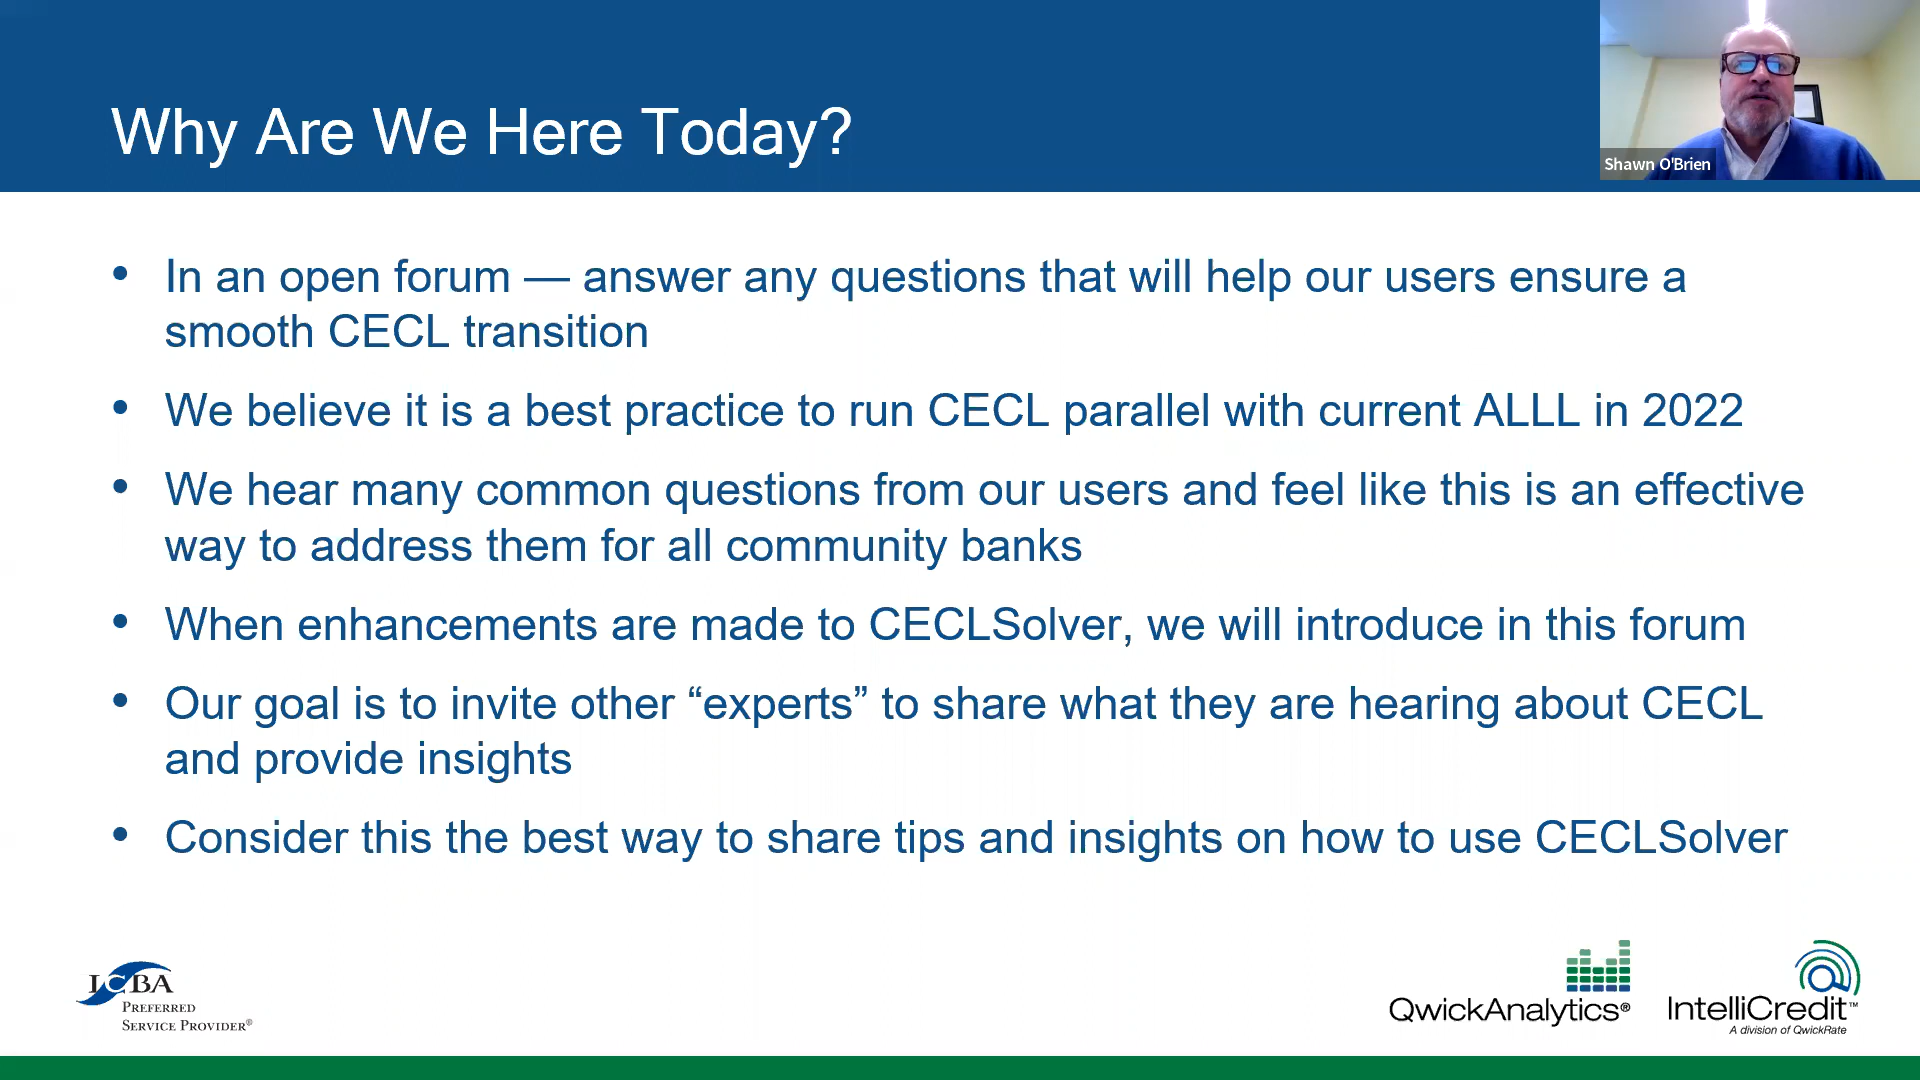 Why Are We Here Today?
Shawn O'Brien
• In an open forum — answer any questions that will help our users ensure a
smooth CECL transition
• We believe it is a best practice to run CECL parallel with current ALLL in 2022
• We hear many common questions from our users and feel like this is an effective
way to address them for all community banks
• When enhancements are made to CECLSolver, we will introduce in this forum
• Our goal is to invite other “experts” to share what they are hearing about CECL
and provide insights
• Consider this the best way to share tips and insights on how to use CECLSolver
ICBA
PREFERRED
SERVICE PROVIDER®
QwickAnalytics®
IntelliCredit™
A division of QwickRate